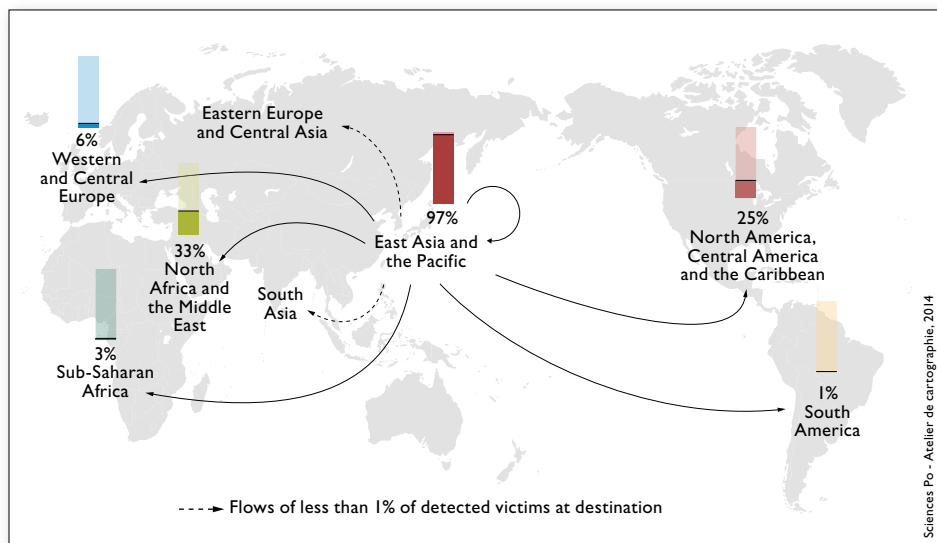 Eastern Europe
and Central Asia
6%
Western
and Central
Europe
97%
East Asia and
the Pacific
25%
North America,
Central America
and the Caribbean
33%
North
Africa and
the Middle
East
South
Asia
3%
Sub-Saharan
Africa
1%
South
America
Flows of less than 1% of detected victims at destination
Sciences Po - Atelier de cartographie, 2014